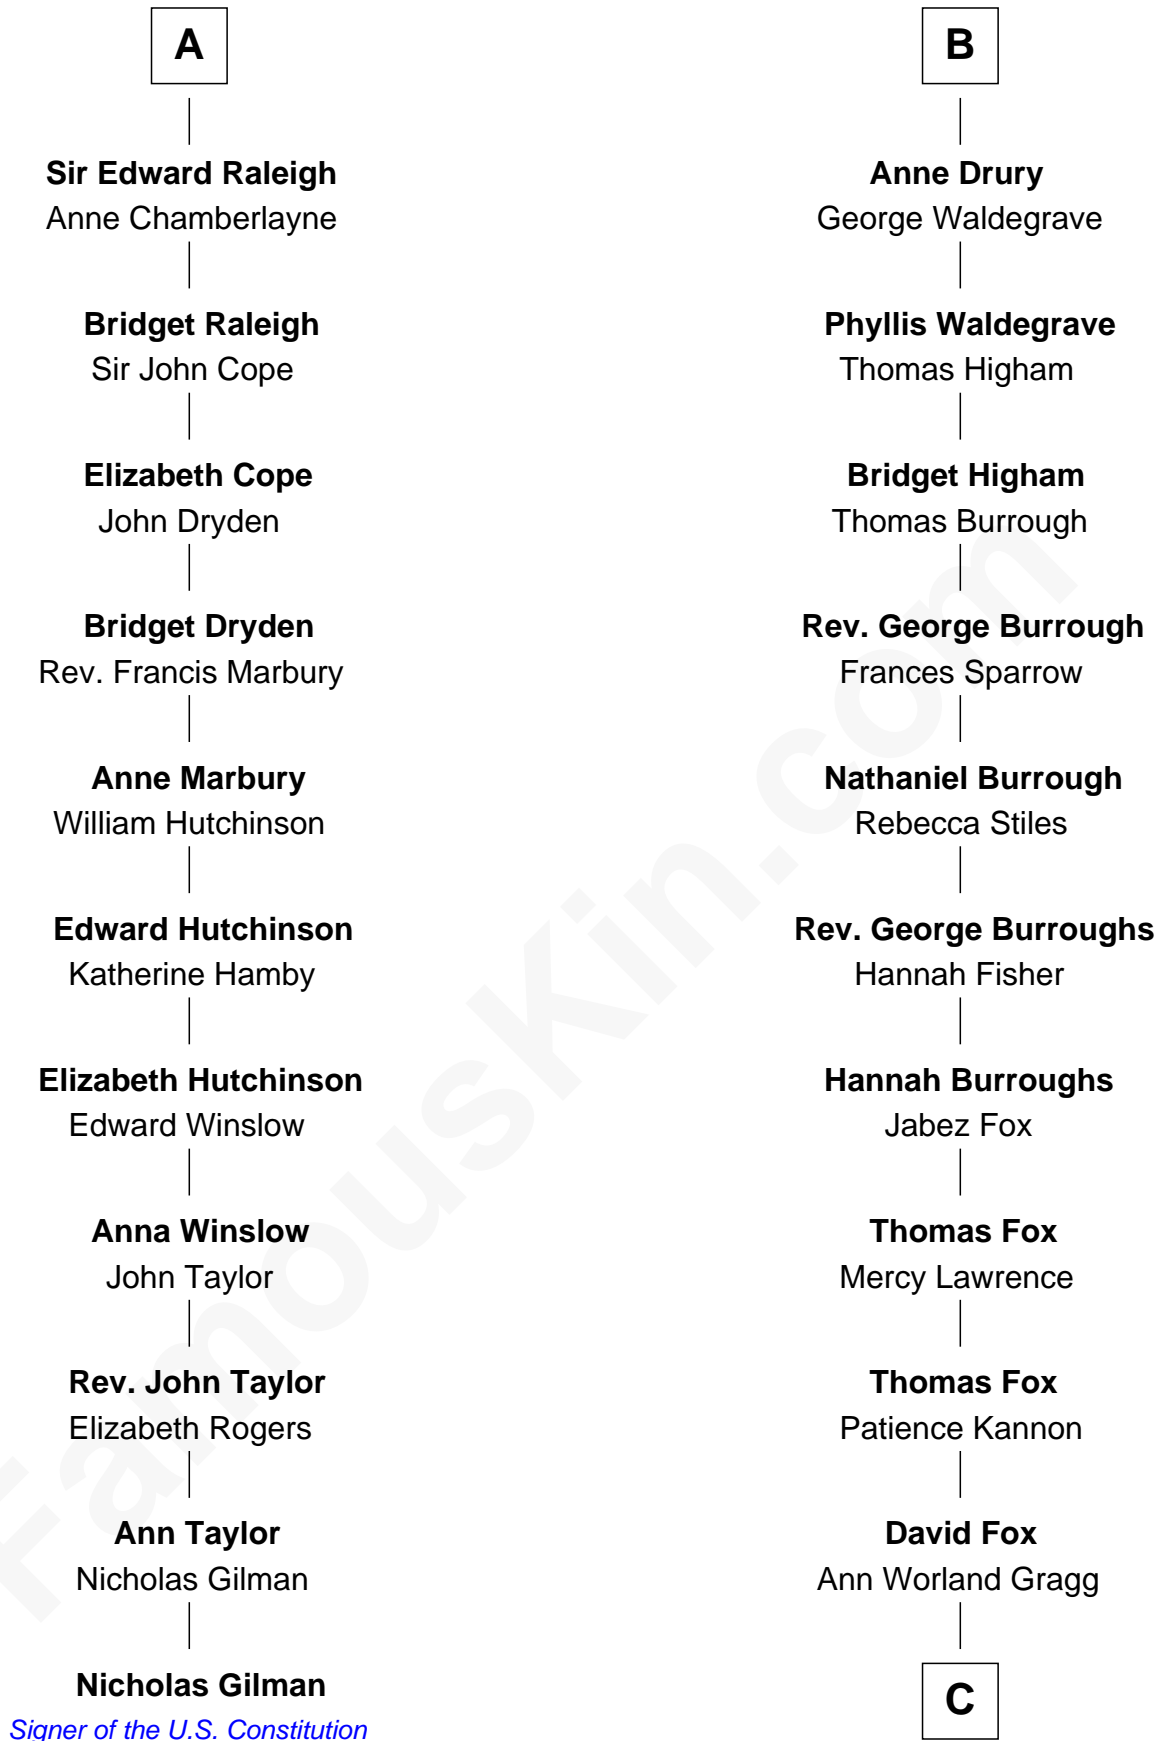 A
Sir Edward Raleigh
Anne Chamberlayne
Bridget Raleigh
Sir John Cope
Elizabeth Cope
John Dryden
Bridget Dryden
Rev. Francis Marbury
Anne Marbury
William Hutchinson
Edward Hutchinson
Katherine Hamby
Elizabeth Hutchinson
Edward Winslow
Anna Winslow
John Taylor
Rev. John Taylor
Elizabeth Rogers
Ann Taylor
Nicholas Gilman
Nicholas Gilman
Signer of the U.S. Constitution
B
Anne Drury
George Waldegrave
Phyllis Waldegrave
Thomas Higham
Bridget Higham
Thomas Burrough
Rev. George Burrough
Frances Sparrow
Nathaniel Burrough
Rebecca Stiles
Rev. George Burroughs
Hannah Fisher
Hannah Burroughs
Jabez Fox
Thomas Fox
Mercy Lawrence
Thomas Fox
Patience Kannon
David Fox
Ann Worland Gragg
C
FamousKin.com